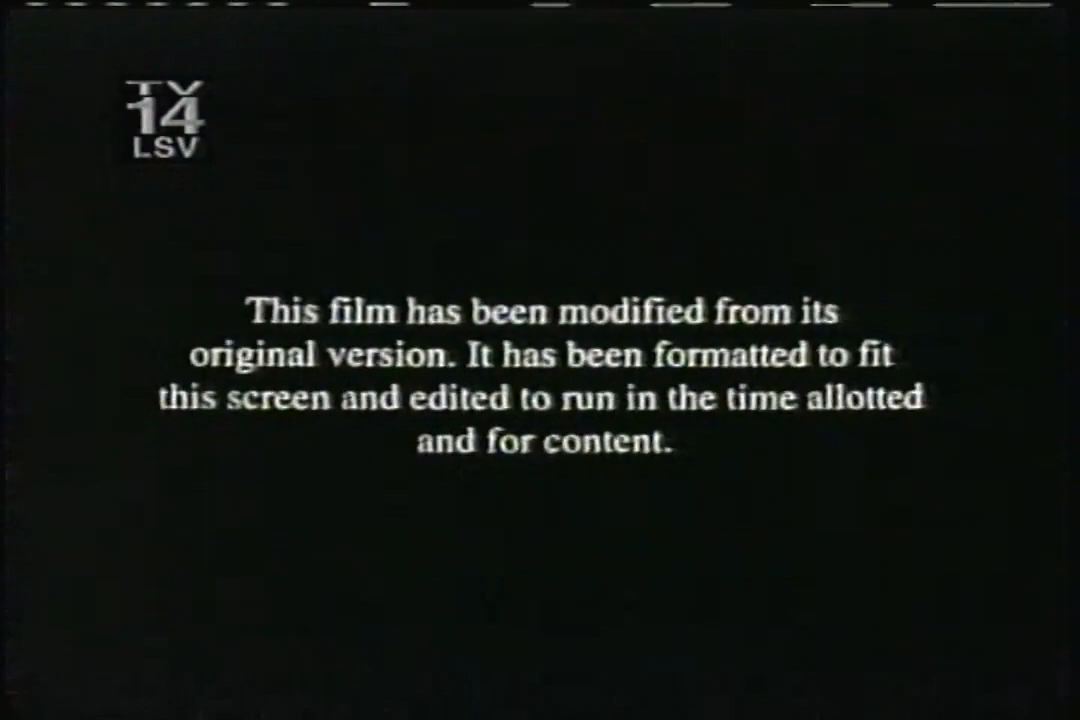 TV
14
LSV
This film has been modified from its
original version. It has been formatted to fit
this screen and edited to run in the time allotted
and for content.